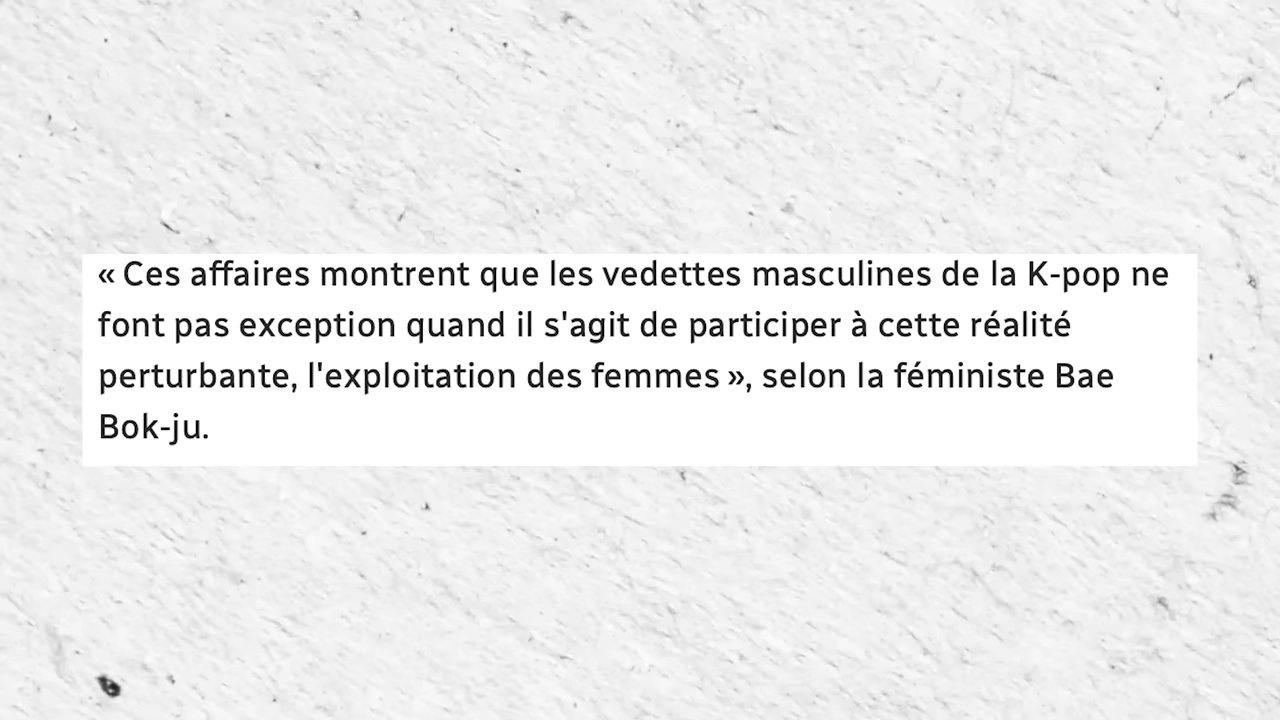 « Ces affaires montrent que les vedettes masculines de la K-pop ne
font pas exception quand il s'agit de participer à cette réalité
perturbante, l'exploitation des femmes », selon la féministe Bae
Bok-ju.